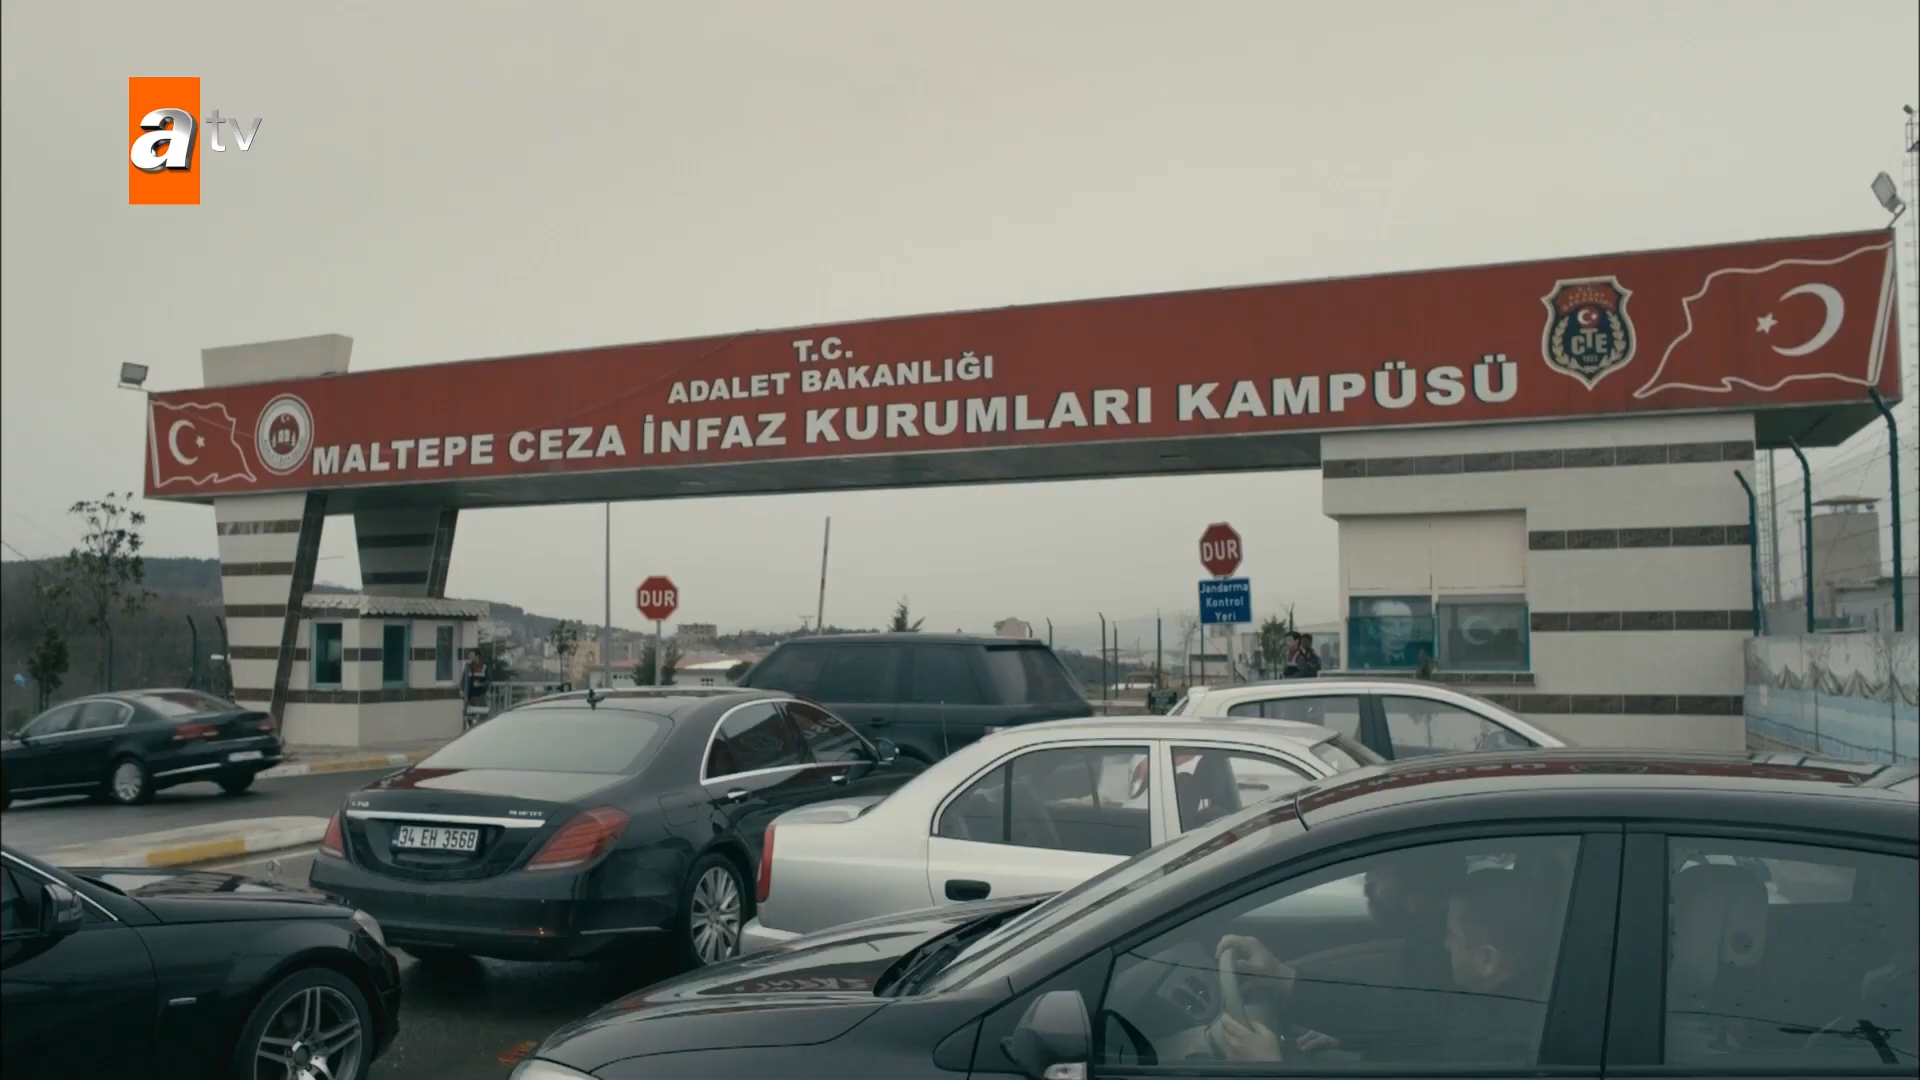 atv
T.C.
ADALET BAKANLIĞI
MALTEPE CEZA İNFAZ KURUMLARI KAMPÜSÜ
CTE
DUR
DUR
Jandarma
Kontrol
Yeri
34 EH 3568